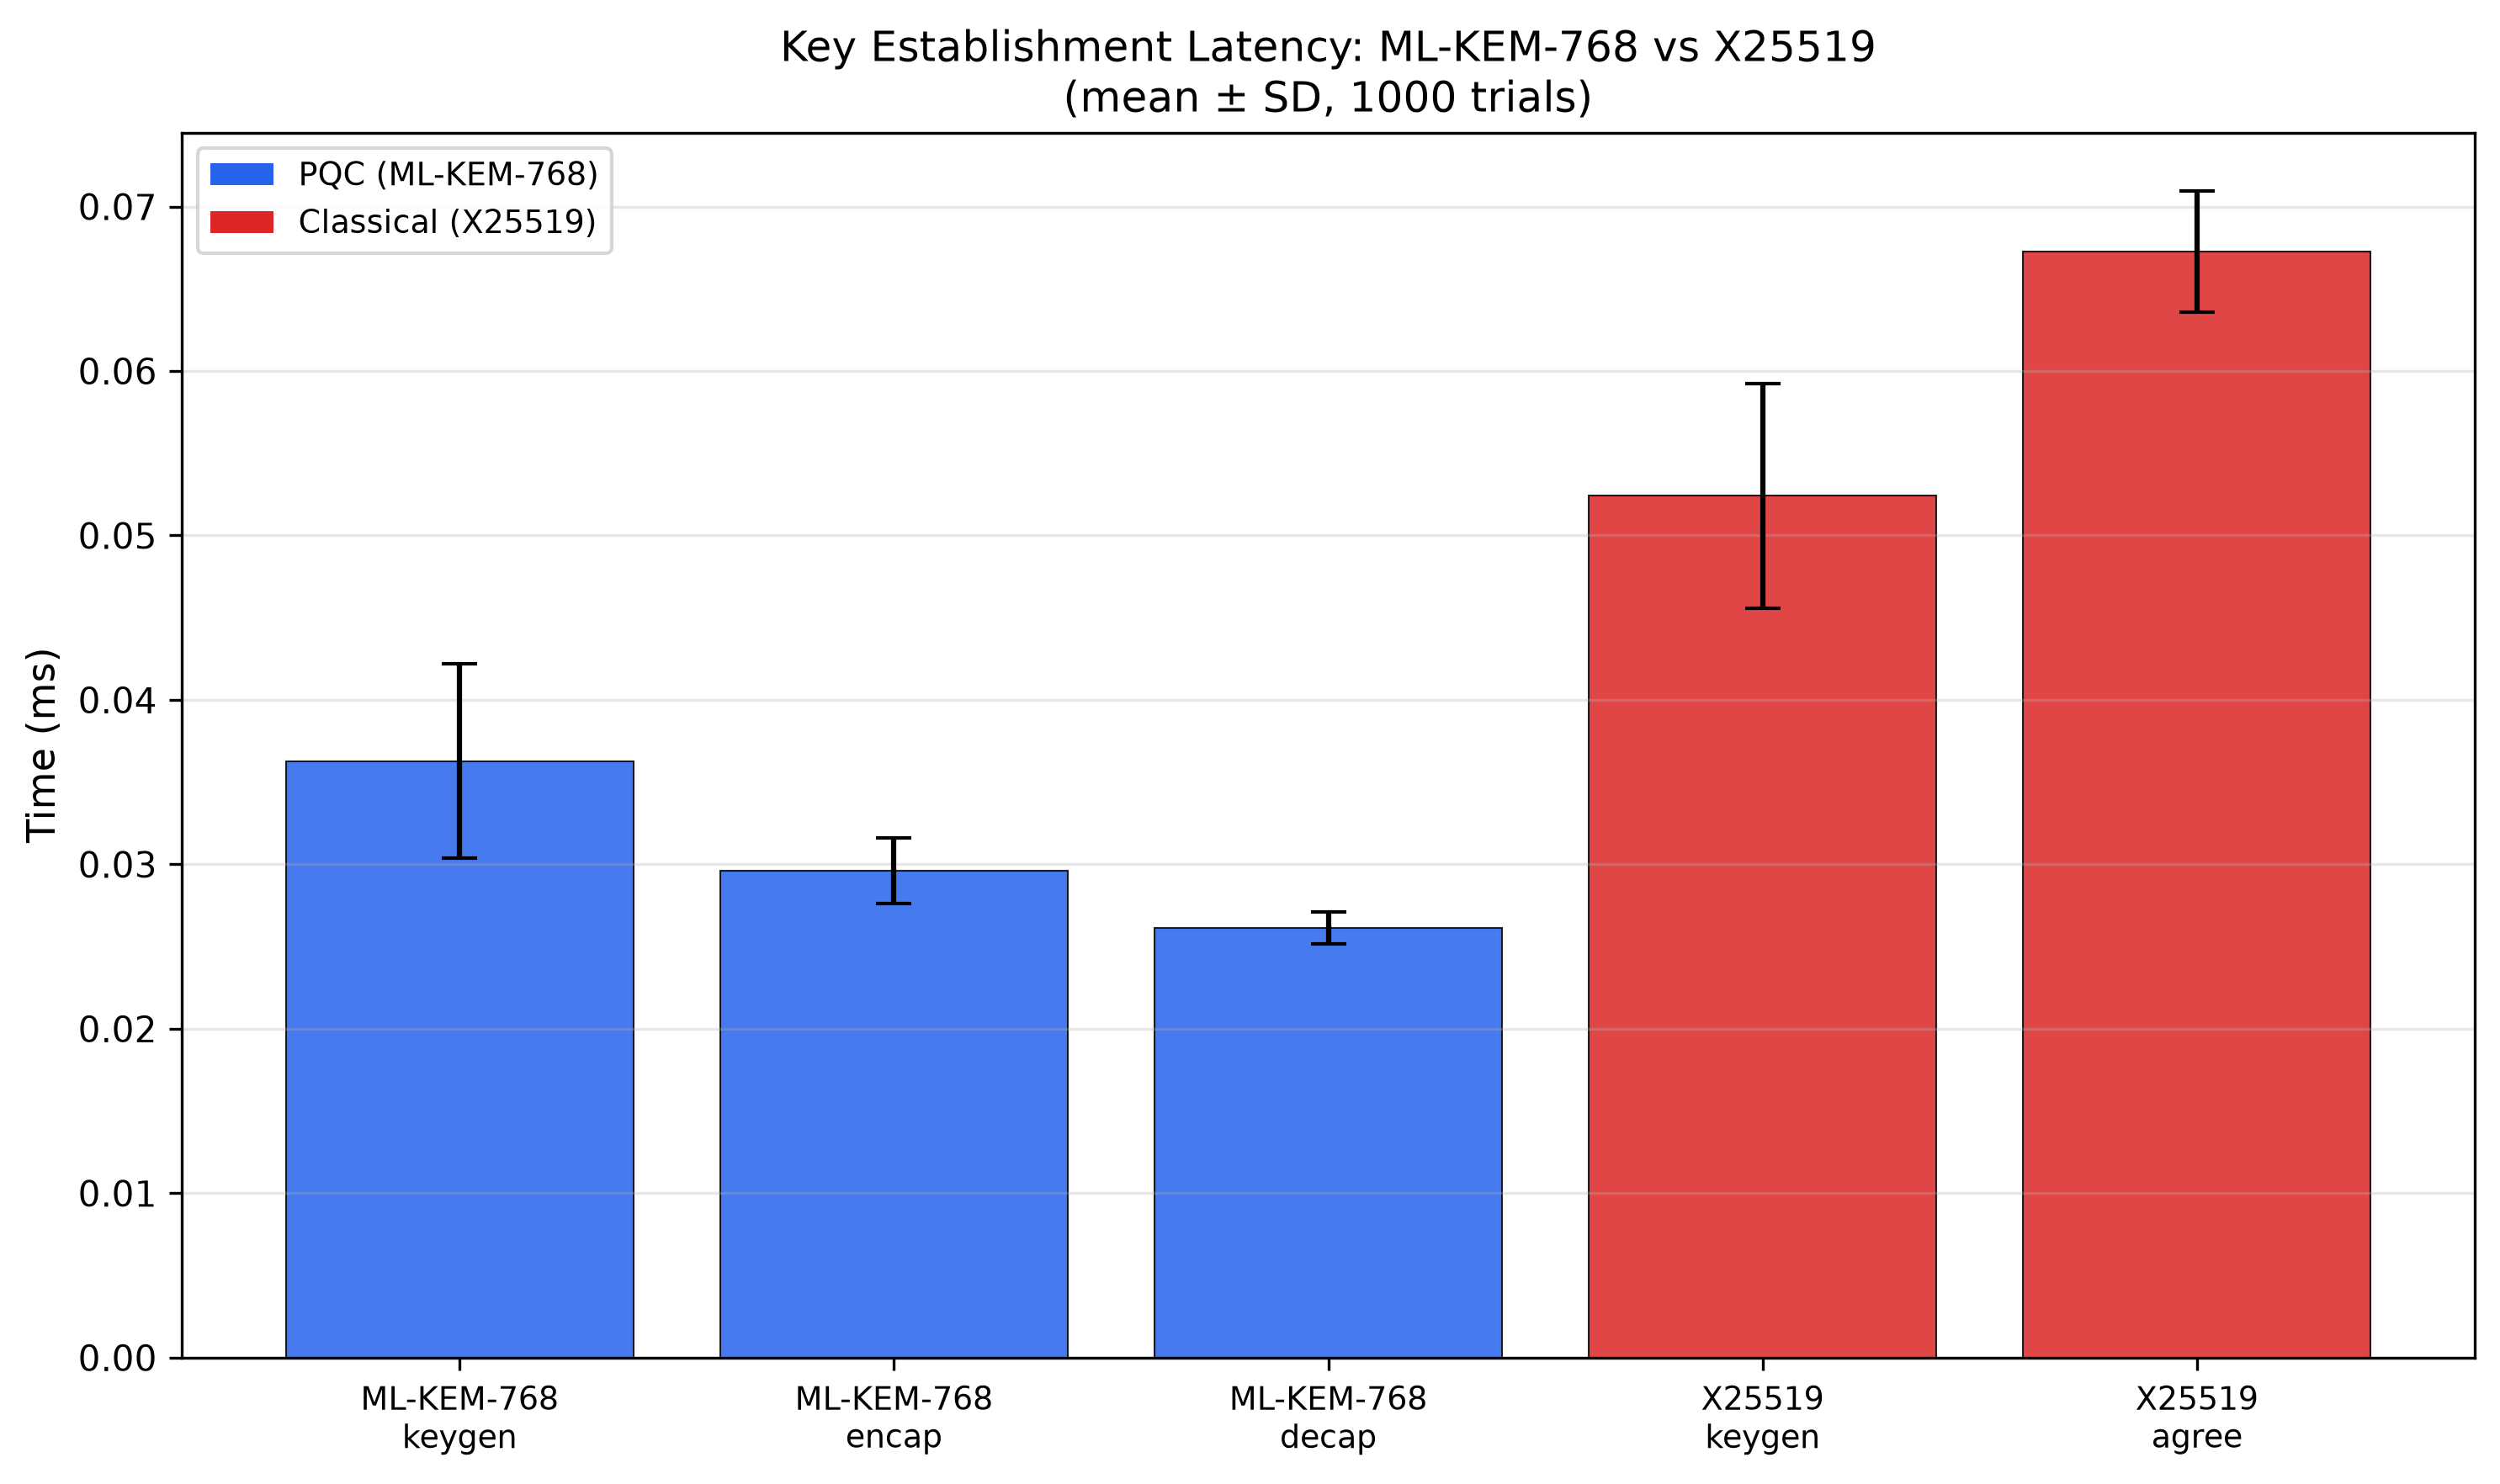 Key Establishment Latency: ML-KEM-768 vs X25519
(mean ± SD, 1000 trials)
PQC (ML-KEM-768)
Classical (X25519)
Time (ms)
0.07
0.06
0.05
0.04
0.03
0.02
0.01
0.00
ML-KEM-768
keygen
ML-KEM-768
encap
ML-KEM-768
decap
X25519
keygen
X25519
agree